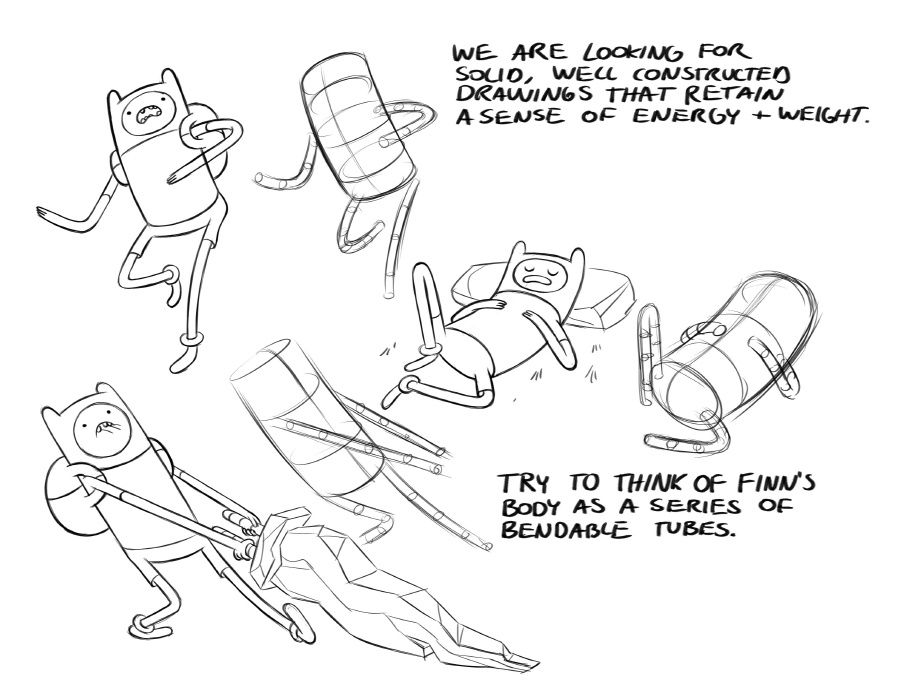 WE ARE LOOKING FOR
SOLID, WELL CONSTRUCTED
DRAWINGS THAT RETAIN
A SENSE OF ENERGY + WEIGHT.
TRY TO THINK OF FINN'S
BODY AS A SERIES OF
BENDABLE TUBES.